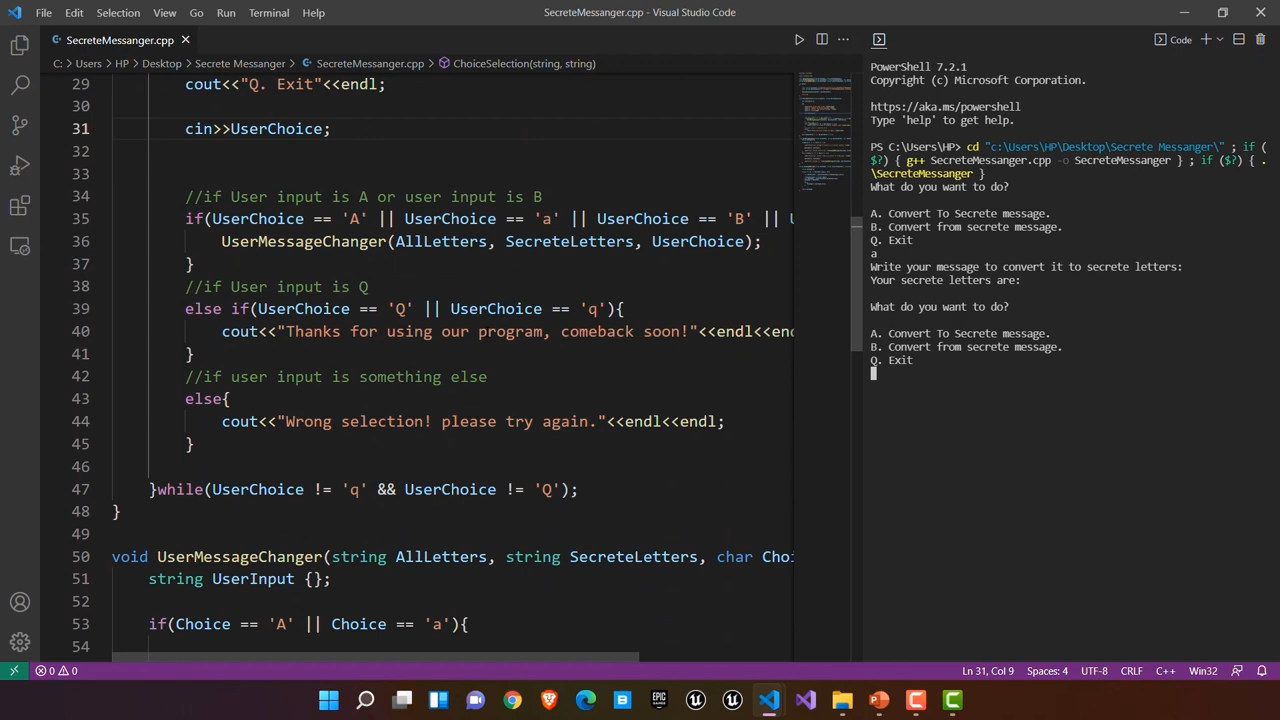 File Edit Selection View Go Run Terminal Help SecreteMessanger.cpp - Visual Studio Code
SecreteMessanger.cpp
C: > Users > HP > Desktop > Secrete Messanger > SecreteMessanger.cpp > ChoiceSelection(string, string)
29 cout<<"Q. Exit"<<endl;
30
31 cin>>UserChoice;
32
33
34 //if User input is A or user input is B
35 if(UserChoice == 'A' || UserChoice == 'a' || UserChoice == 'B' || U
36 UserMessageChanger(AllLetters, SecreteLetters, UserChoice);
37 }
38 //if User input is Q
39 else if(UserChoice == 'Q' || UserChoice == 'q'){
40 cout<<"Thanks for using our program, comeback soon!"<<endl<<end
41 }
42 //if user input is something else
43 else{
44 cout<<"Wrong selection! please try again."<<endl<<endl;
45 }
46
47 }while(UserChoice != 'q' && UserChoice != 'Q');
48 }
49
50 void UserMessageChanger(string AllLetters, string SecreteLetters, char Choi
51 string UserInput {};
52
53 if(Choice == 'A' || Choice == 'a'){
54
Code
PowerShell 7.2.1
Copyright (c) Microsoft Corporation.
https://aka.ms/powershell
Type 'help' to get help.
PS C:\Users\HP> cd "c:\Users\HP\Desktop\Secrete Messanger\" ; if (
$?) { g++ SecreteMessanger.cpp -o SecreteMessanger } ; if ($?) { .
\SecreteMessanger }
What do you want to do?
A. Convert To Secrete message.
B. Convert from secrete message.
Q. Exit
a
Write your message to convert it to secrete letters:
Your secrete letters are:
What do you want to do?
A. Convert To Secrete message.
B. Convert from secrete message.
Q. Exit
0 0 Ln 31, Col 9 Spaces: 4 UTF-8 CRLF C++ Win32